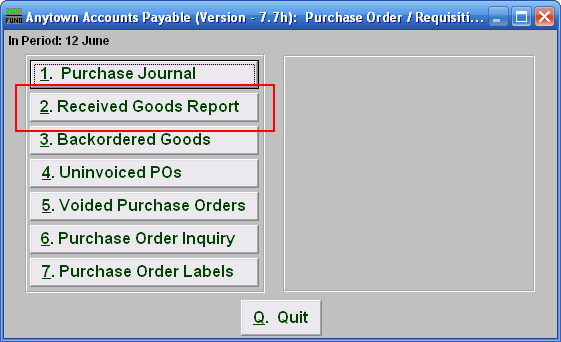 FUND
Anytown Accounts Payable (Version - 7.7h): Purchase Order / Requisiti...
In Period: 12 June
1. Purchase Journal
2. Received Goods Report
3. Backordered Goods
4. Uninvoiced POs
5. Voided Purchase Orders
6. Purchase Order Inquiry
7. Purchase Order Labels
Q. Quit